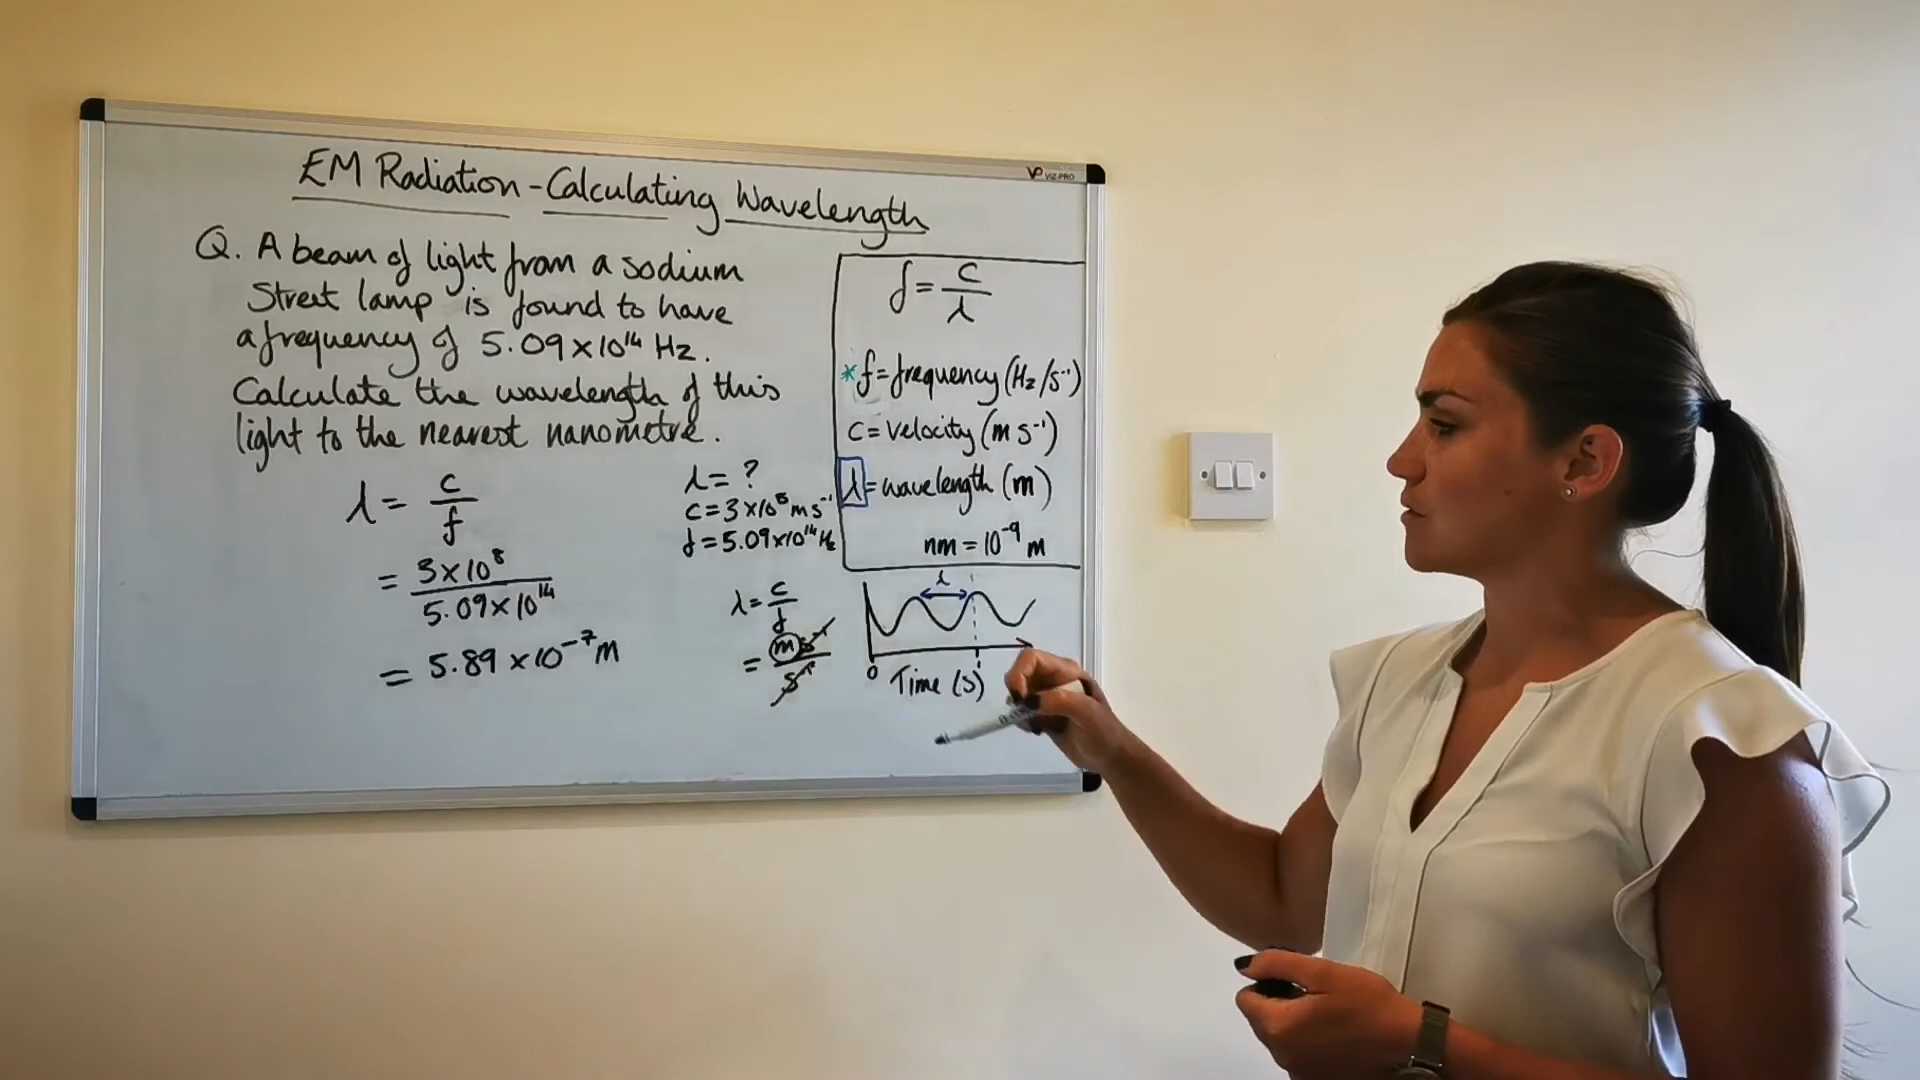 VP VIZ-PRO
EM Radiation - Calculating Wavelength
Q. A beam of light from a sodium
Street lamp is found to have
a frequency of 5.09 × 10¹⁴ Hz.
Calculate the wavelength of this
light to the nearest nanometre.
λ = c/f
= 3 × 10⁸ / 5.09 × 10¹⁴
= 5.89 × 10⁻⁷ m
λ = ?
c = 3 × 10⁸ m s⁻¹
f = 5.09 × 10¹⁴ Hz
λ = c/f
= m s⁻¹ / s⁻¹
f = c/λ
* f = frequency (Hz/s⁻¹)
c = velocity (m s⁻¹)
λ = wavelength (m)
nm = 10⁻⁹ m
λ
0 Time (s)